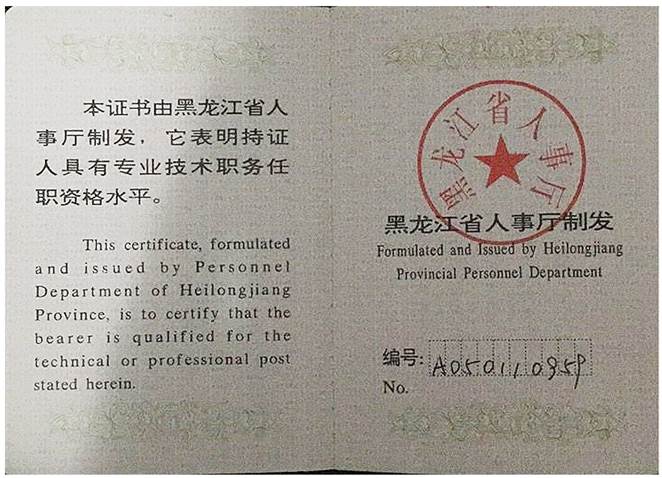 本证书由黑龙江省人
事厅制发，它表明持证
人具有专业技术职务任
职资格水平。
This certificate, formulated
and issued by Personnel
Department of Heilongjiang
Province, is to certify that the
bearer is qualified for the
technical or professional post
stated herein.
黑龙江省人事厅
黑龙江省人事厅制发
Formulated and Issued by Heilongjiang
Provincial Personnel Department
编号: A050110959
No.